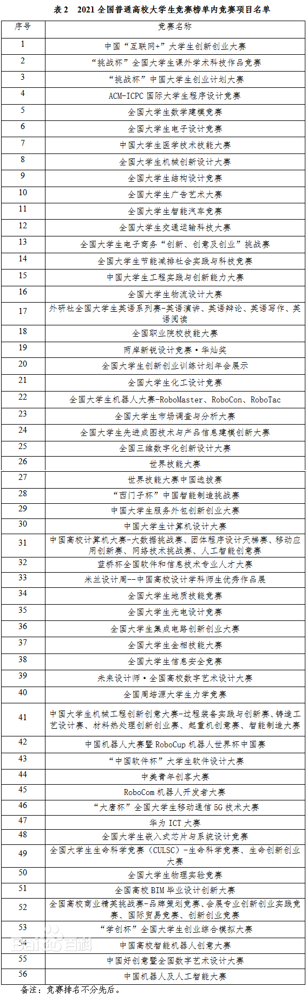 表2 2021全国普通高校大学生竞赛榜单内竞赛项目名单
序号 竞赛名称
1 中国“互联网+”大学生创新创业大赛
2 “挑战杯”全国大学生课外学术科技作品竞赛
3 “挑战杯”中国大学生创业计划大赛
4 ACM-ICPC国际大学生程序设计竞赛
5 全国大学生数学建模竞赛
6 全国大学生电子设计竞赛
7 中国大学生医学技术技能大赛
8 全国大学生机械创新设计大赛
9 全国大学生结构设计竞赛
10 全国大学生广告艺术大赛
11 全国大学生智能汽车竞赛
12 全国大学生交通运输科技大赛
13 全国大学生电子商务“创新、创意及创业”挑战赛
14 全国大学生节能减排社会实践与科技竞赛
15 中国大学生工程实践与创新能力大赛
16 全国大学生物流设计大赛
17 外研社全国大学生英语系列赛-英语演讲、英语辩论、英语写作、英
语阅读
18 全国职业院校技能大赛
19 两岸新锐设计竞赛·华灿奖
20 全国大学生创新创业训练计划年会展示
21 全国大学生化工设计竞赛
22 全国大学生机器人大赛-RoboMaster、RoboCon、RoboTac
23 全国大学生市场调查与分析大赛
24 全国大学生先进成图技术与产品信息建模创新大赛
25 全国三维数字化创新设计大赛
26 世界技能大赛
27 世界技能大赛中国选拔赛
28 “西门子杯”中国智能制造挑战赛
29 中国大学生服务外包创新创业大赛
30 中国大学生计算机设计大赛
31 中国高校计算机大赛-大数据挑战赛、团体程序设计天梯赛、移动应
用创新赛、网络技术挑战赛、人工智能创意赛
32 蓝桥杯全国软件和信息技术专业人才大赛
33 米兰设计周--中国高校设计学科师生优秀作品展
34 全国大学生地质技能竞赛
35 全国大学生光电设计竞赛
36 全国大学生集成电路创新创业大赛
37 全国大学生金相技能大赛
38 全国大学生信息安全竞赛
39 未来设计师·全国高校数字艺术设计大赛
40 全国周培源大学生力学竞赛
41 中国大学生机械工程创新创意大赛-过程装备实践与创新赛、铸造工
艺设计赛、材料热处理创新创业赛、起重机创意赛、智能制造大赛
42 中国机器人大赛暨RoboCup机器人世界杯中国赛
43 “中国软件杯”大学生软件设计大赛
44 中美青年创客大赛
45 RoboCom机器人开发者大赛
46 “大唐杯”全国大学生移动通信5G技术大赛
47 华为ICT大赛
48 全国大学生嵌入式芯片与系统设计竞赛
49 全国大学生生命科学竞赛（CULSC）-生命科学竞赛、生命创新创业
大赛
50 全国大学生物理实验竞赛
51 全国高校BIM毕业设计创新大赛
52 全国高校商业精英挑战赛-品牌策划竞赛、会展专业创新创业实践竞
赛、国际贸易竞赛、创新创业竞赛
53 “学创杯”全国大学生创业综合模拟大赛
54 中国高校智能机器人创意大赛
55 中国好创意暨全国数字艺术设计大赛
56 中国机器人及人工智能大赛
备注：竞赛排名不分先后。
Baidu百科